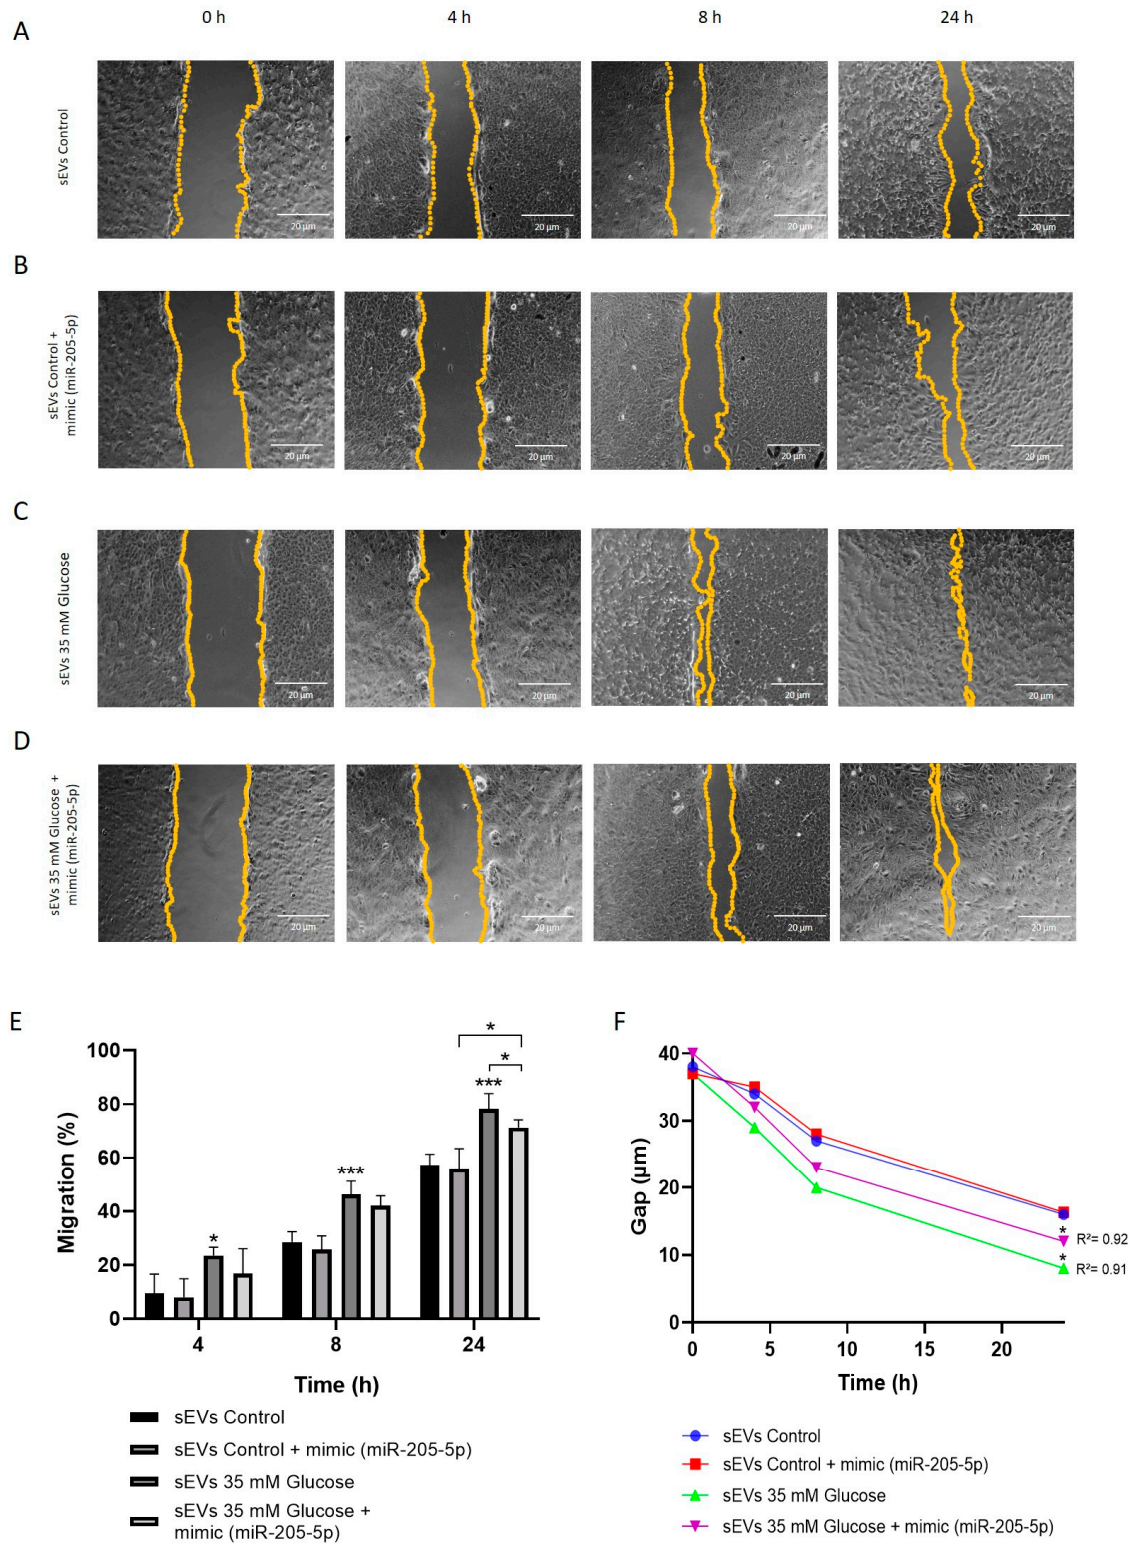 0 h 4 h 8 h 24 h
A
sEVs Control
20 µm 20 µm 20 µm 20 µm
B
sEVs Control +
mimic (miR-205-5p)
20 µm 20 µm 20 µm 20 µm
C
sEVs 35 mM Glucose
20 µm 20 µm 20 µm 20 µm
D
sEVs 35 mM Glucose +
mimic (miR-205-5p)
20 µm 20 µm 20 µm 20 µm
E
Migration (%)
100
80
60
40
20
0
*
***
***
*
*
4 8 24
Time (h)
sEVs Control
sEVs Control + mimic (miR-205-5p)
sEVs 35 mM Glucose
sEVs 35 mM Glucose +
mimic (miR-205-5p)
F
Gap (µm)
40
30
20
10
0
*
R²= 0.92
*
R²= 0.91
0 5 10 15 20
Time (h)
sEVs Control
sEVs Control + mimic (miR-205-5p)
sEVs 35 mM Glucose
sEVs 35 mM Glucose + mimic (miR-205-5p)